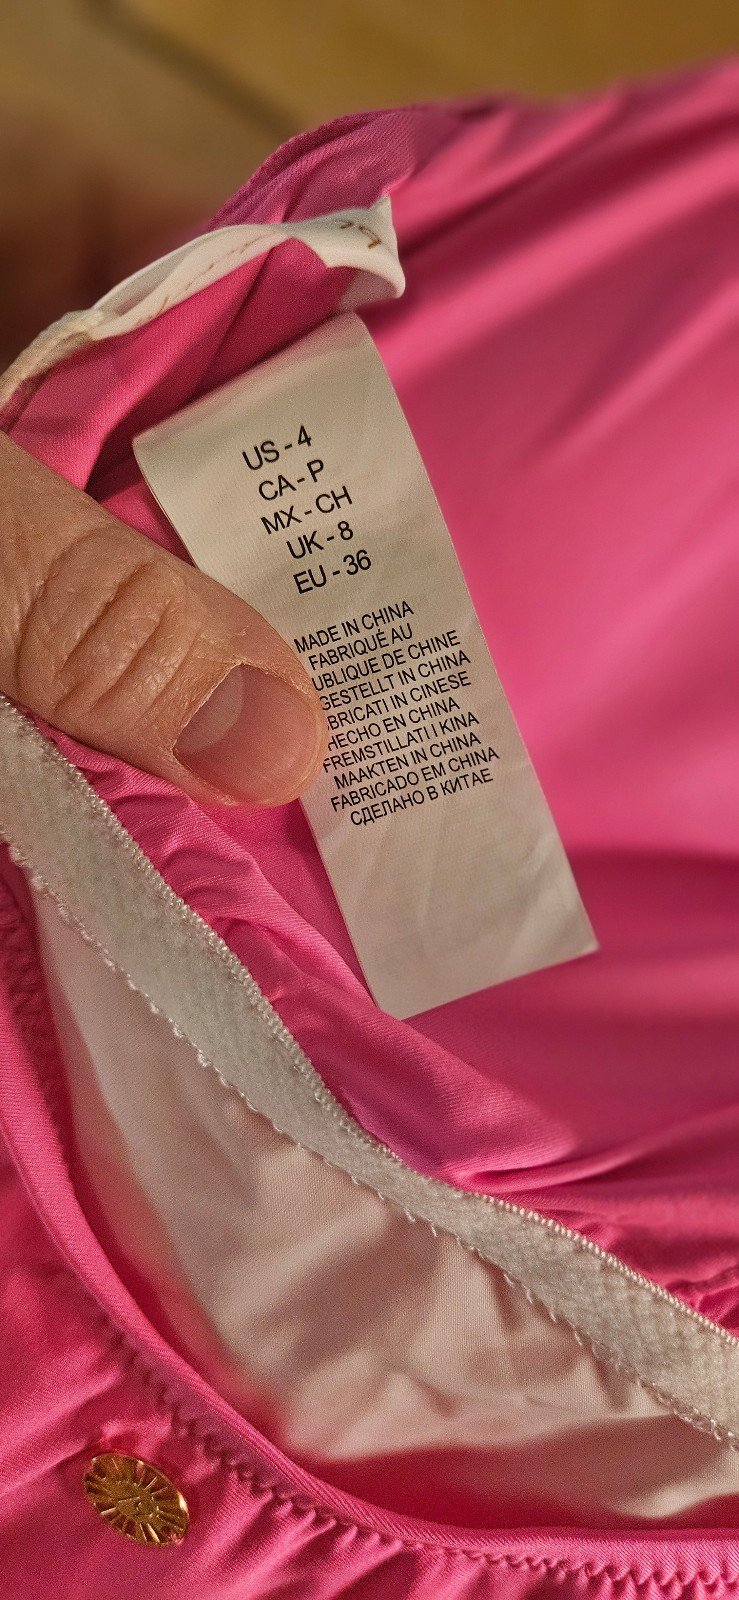 US - 4
CA - P
MX - CH
UK - 8
EU - 36
MADE IN CHINA
FABRIQUÉ AU
UBLIQUE DE CHINE
GESTELLT IN CHINA
BRICATI IN CINESE
HECHO EN CHINA
FREMSTILLAT I KINA
MAAKTEN IN CHINA
FABRICADO EM CHINA
СДЕЛАНО В КИТАЕ